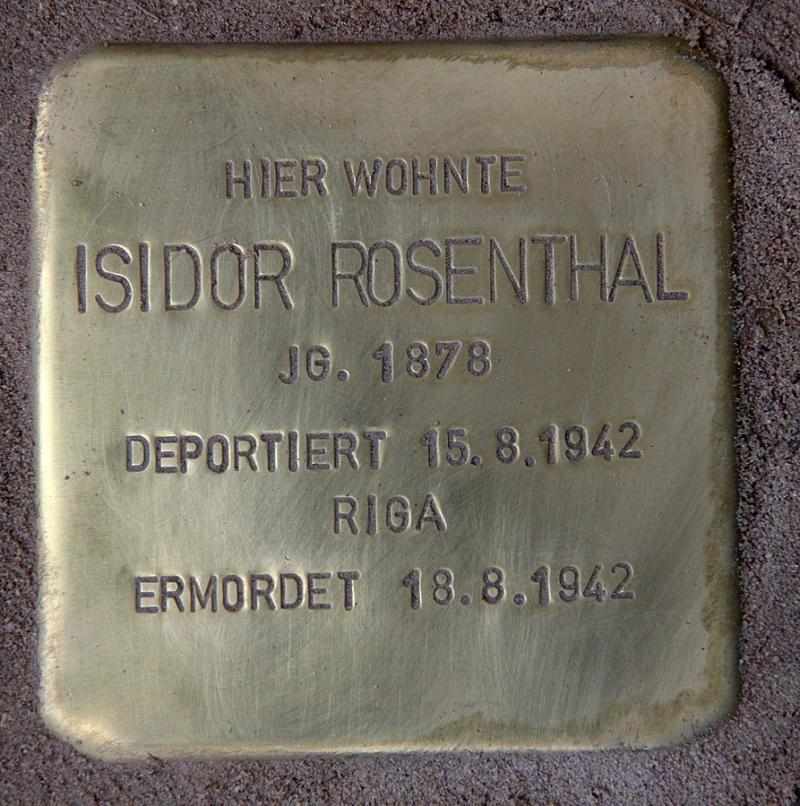 HIER WOHNTE
ISIDOR ROSENTHAL
JG. 1878
DEPORTIERT 15.8.1942
RIGA
ERMORDET 18.8.1942